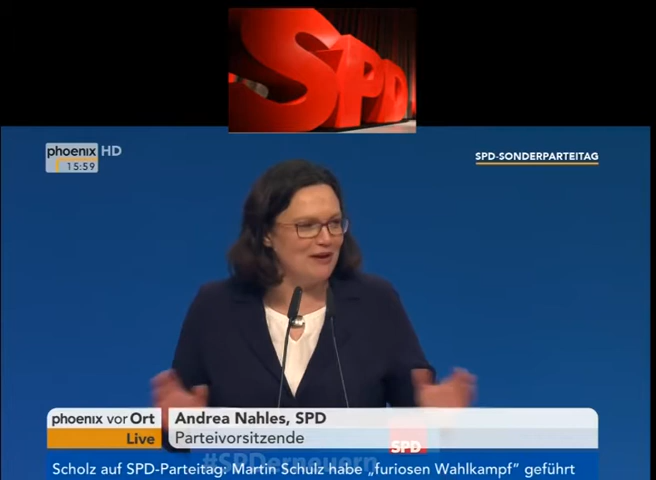 SPD
phoenix HD
15:59
SPD-SONDERPARTEITAG
phoenix vor Ort
Live
Andrea Nahles, SPD
Parteivorsitzende
SPD
#SPDerneuern
Scholz auf SPD-Parteitag: Martin Schulz habe „furiosen Wahlkampf" geführt